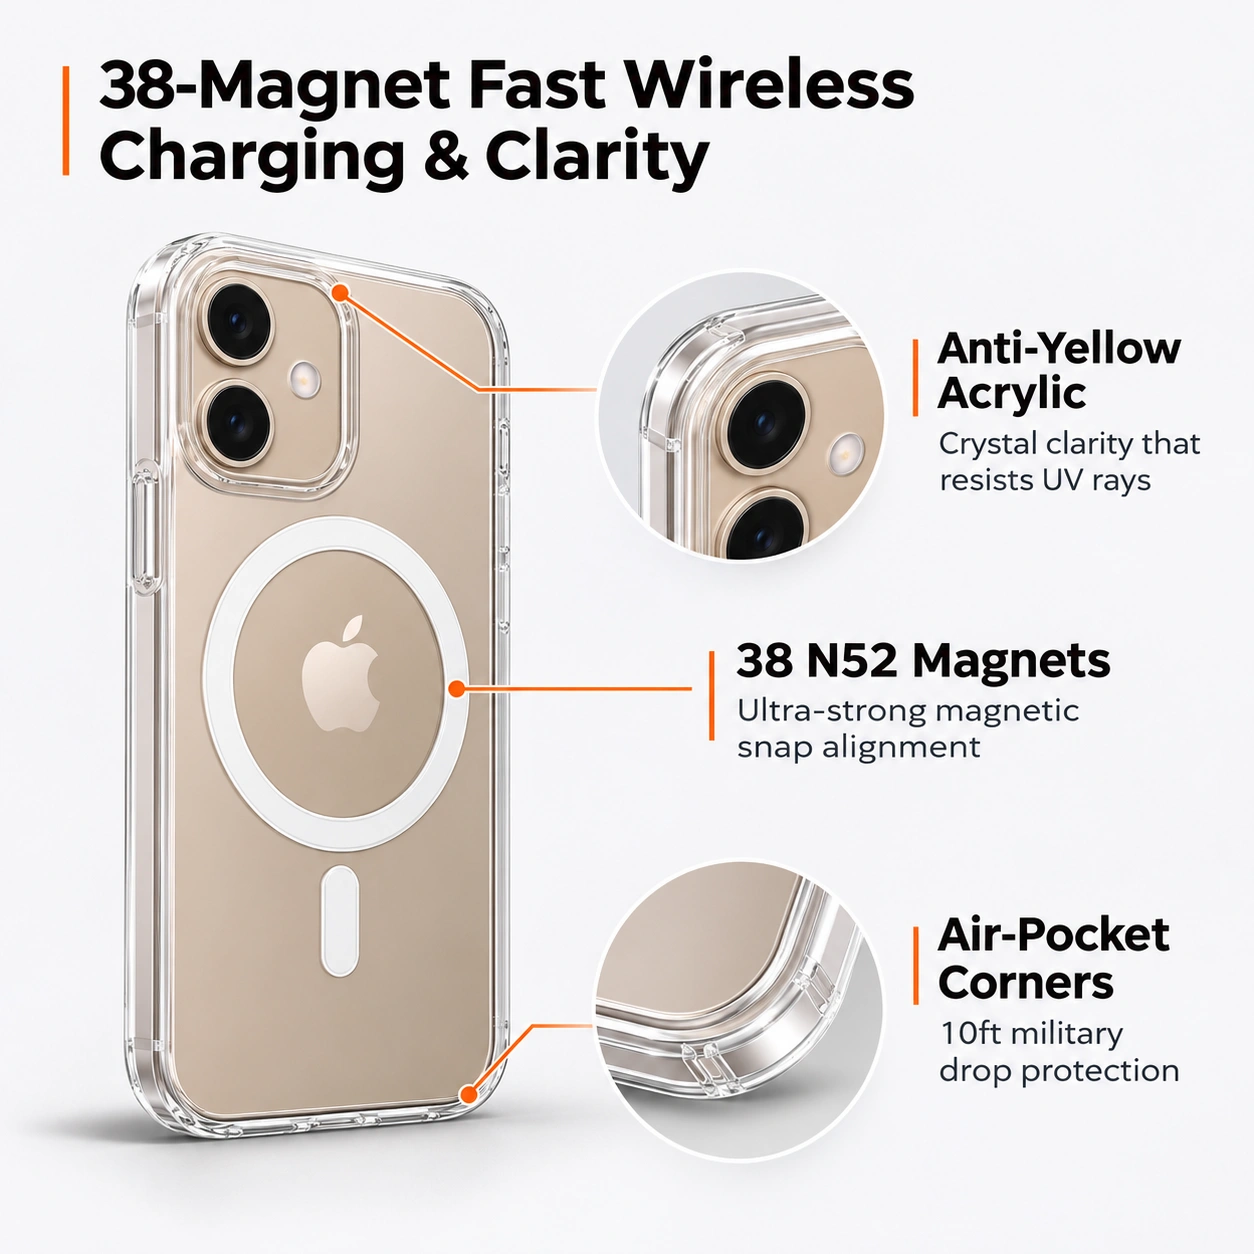 38-Magnet Fast Wireless
Charging & Clarity
Anti-Yellow
Acrylic
Crystal clarity that
resists UV rays
38 N52 Magnets
Ultra-strong magnetic
snap alignment
Air-Pocket
Corners
10ft military
drop protection